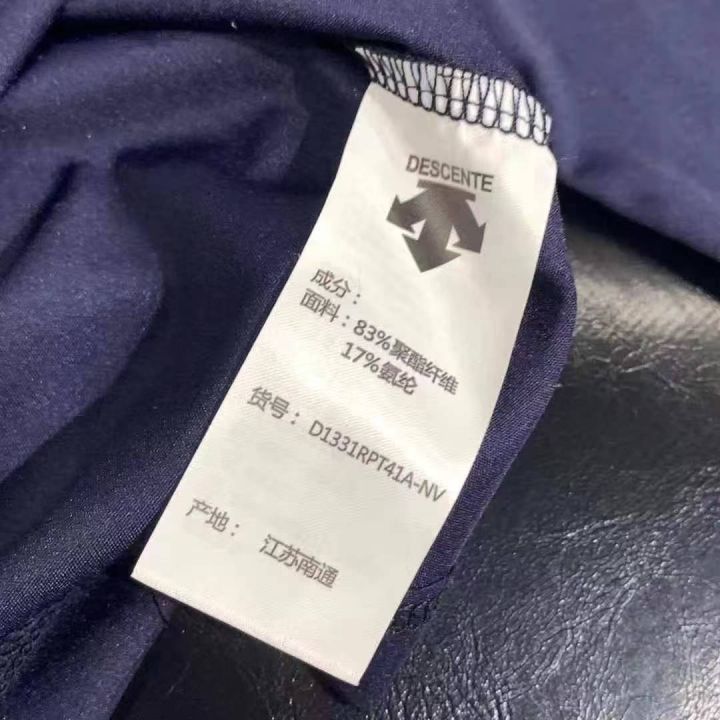 DESCENTE
成分：
面料：83%聚酯纤维
17%氨纶
货号：D1331RPT41A-NV
产地：江苏南通